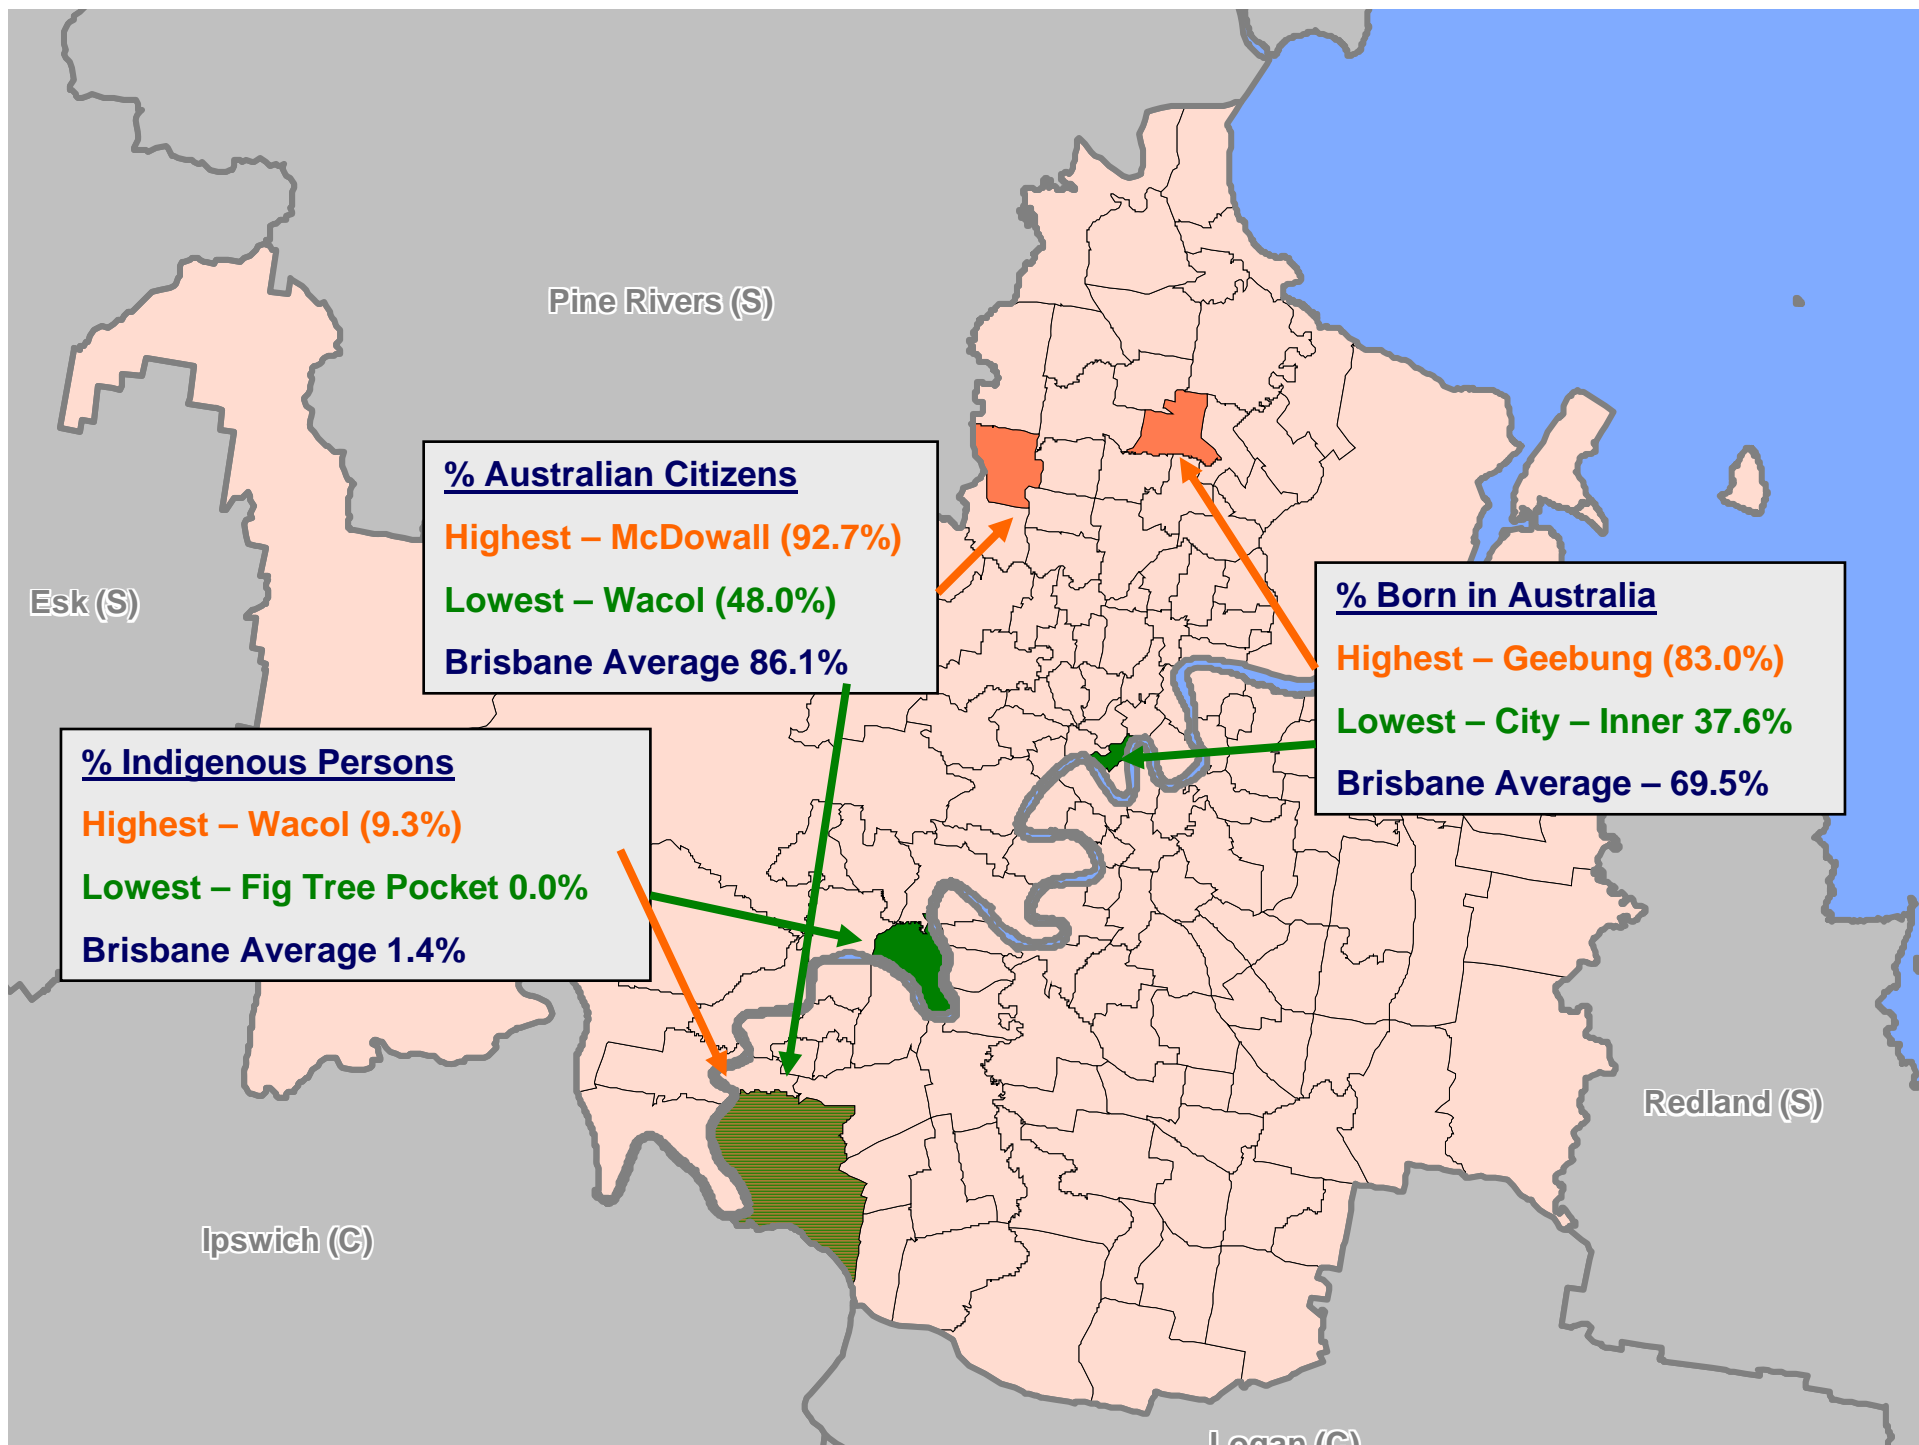 Pine Rivers (S)
% Australian Citizens
Highest – McDowall (92.7%)
Lowest – Wacol (48.0%)
Brisbane Average 86.1%
Esk (S)
% Born in Australia
Highest – Geebung (83.0%)
Lowest – City – Inner 37.6%
Brisbane Average – 69.5%
% Indigenous Persons
Highest – Wacol (9.3%)
Lowest – Fig Tree Pocket 0.0%
Brisbane Average 1.4%
Redland (S)
Ipswich (C)
Logan (C)